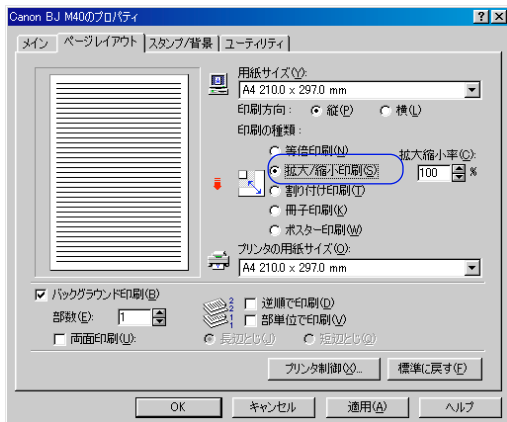 Canon BJ M40のプロパティ
メイン ページレイアウト スタンプ/背景 ユーティリティ
用紙サイズ(Y):
A4 210.0 x 297.0 mm
印刷方向: 縦(P) 横(L)
印刷の種類:
等倍印刷(N)
拡大縮小率(C):
拡大/縮小印刷(S) 100 %
割り付け印刷(T)
冊子印刷(K)
ポスター印刷(W)
プリンタの用紙サイズ(O):
A4 210.0 x 297.0 mm
バックグラウンド印刷(B)
部数(E): 1
逆順で印刷(D)
部単位で印刷(V)
両面印刷(U):
長辺とじ(J) 短辺とじ(G)
プリンタ制御(X)... 標準に戻す(F)
OK キャンセル 適用(A) ヘルプ